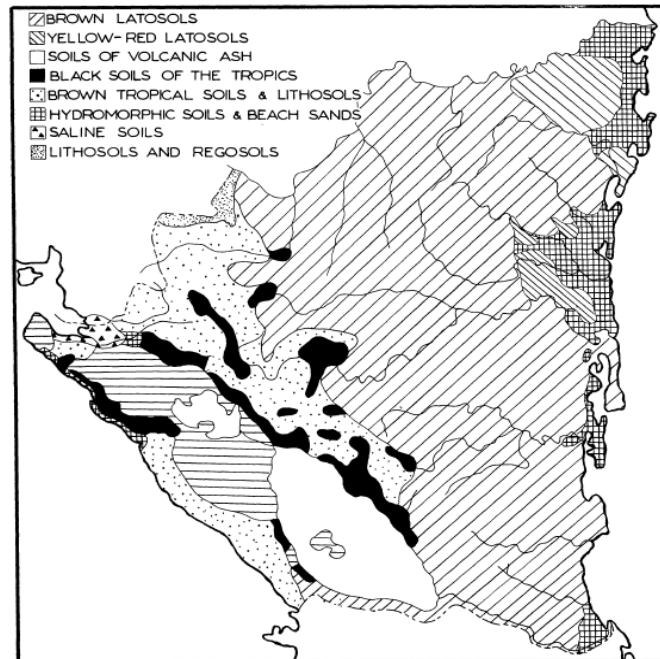 BROWN LATOSOLS
YELLOW-RED LATOSOLS
SOILS OF VOLCANIC ASH
BLACK SOILS OF THE TROPICS
BROWN TROPICAL SOILS & LITHOSOLS
HYDROMORPHIC SOILS & BEACH SANDS
SALINE SOILS
LITHOSOLS AND REGOSOLS